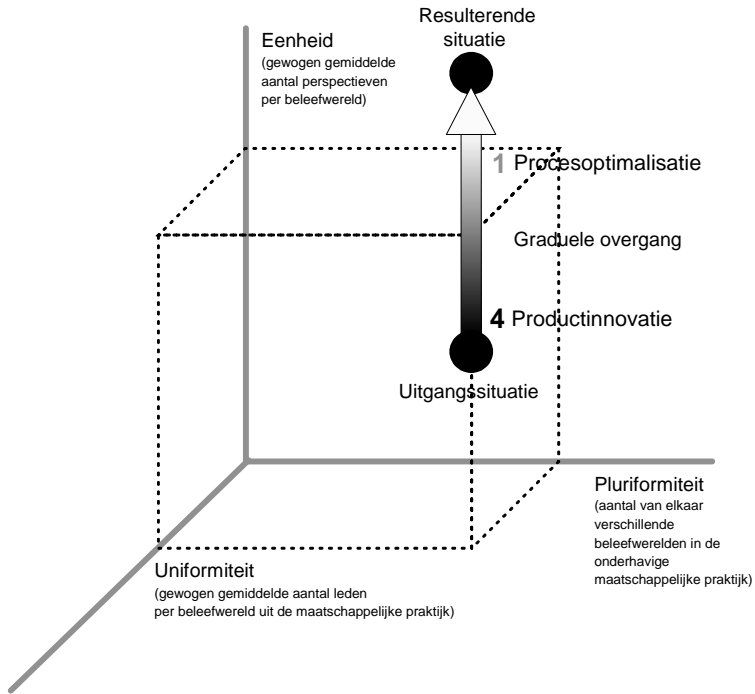 Resulterende
situatie
Eenheid
(gewogen gemiddelde
aantal perspectieven
per beleefwereld)
1 Procesoptimalisatie
Graduele overgang
4 Productinnovatie
Uitgangssituatie
Pluriformiteit
(aantal van elkaar
verschillende
beleefwerelden in de
onderhavige
maatschappelijke praktijk)
Uniformiteit
(gewogen gemiddelde aantal leden
per beleefwereld uit de maatschappelijke praktijk)